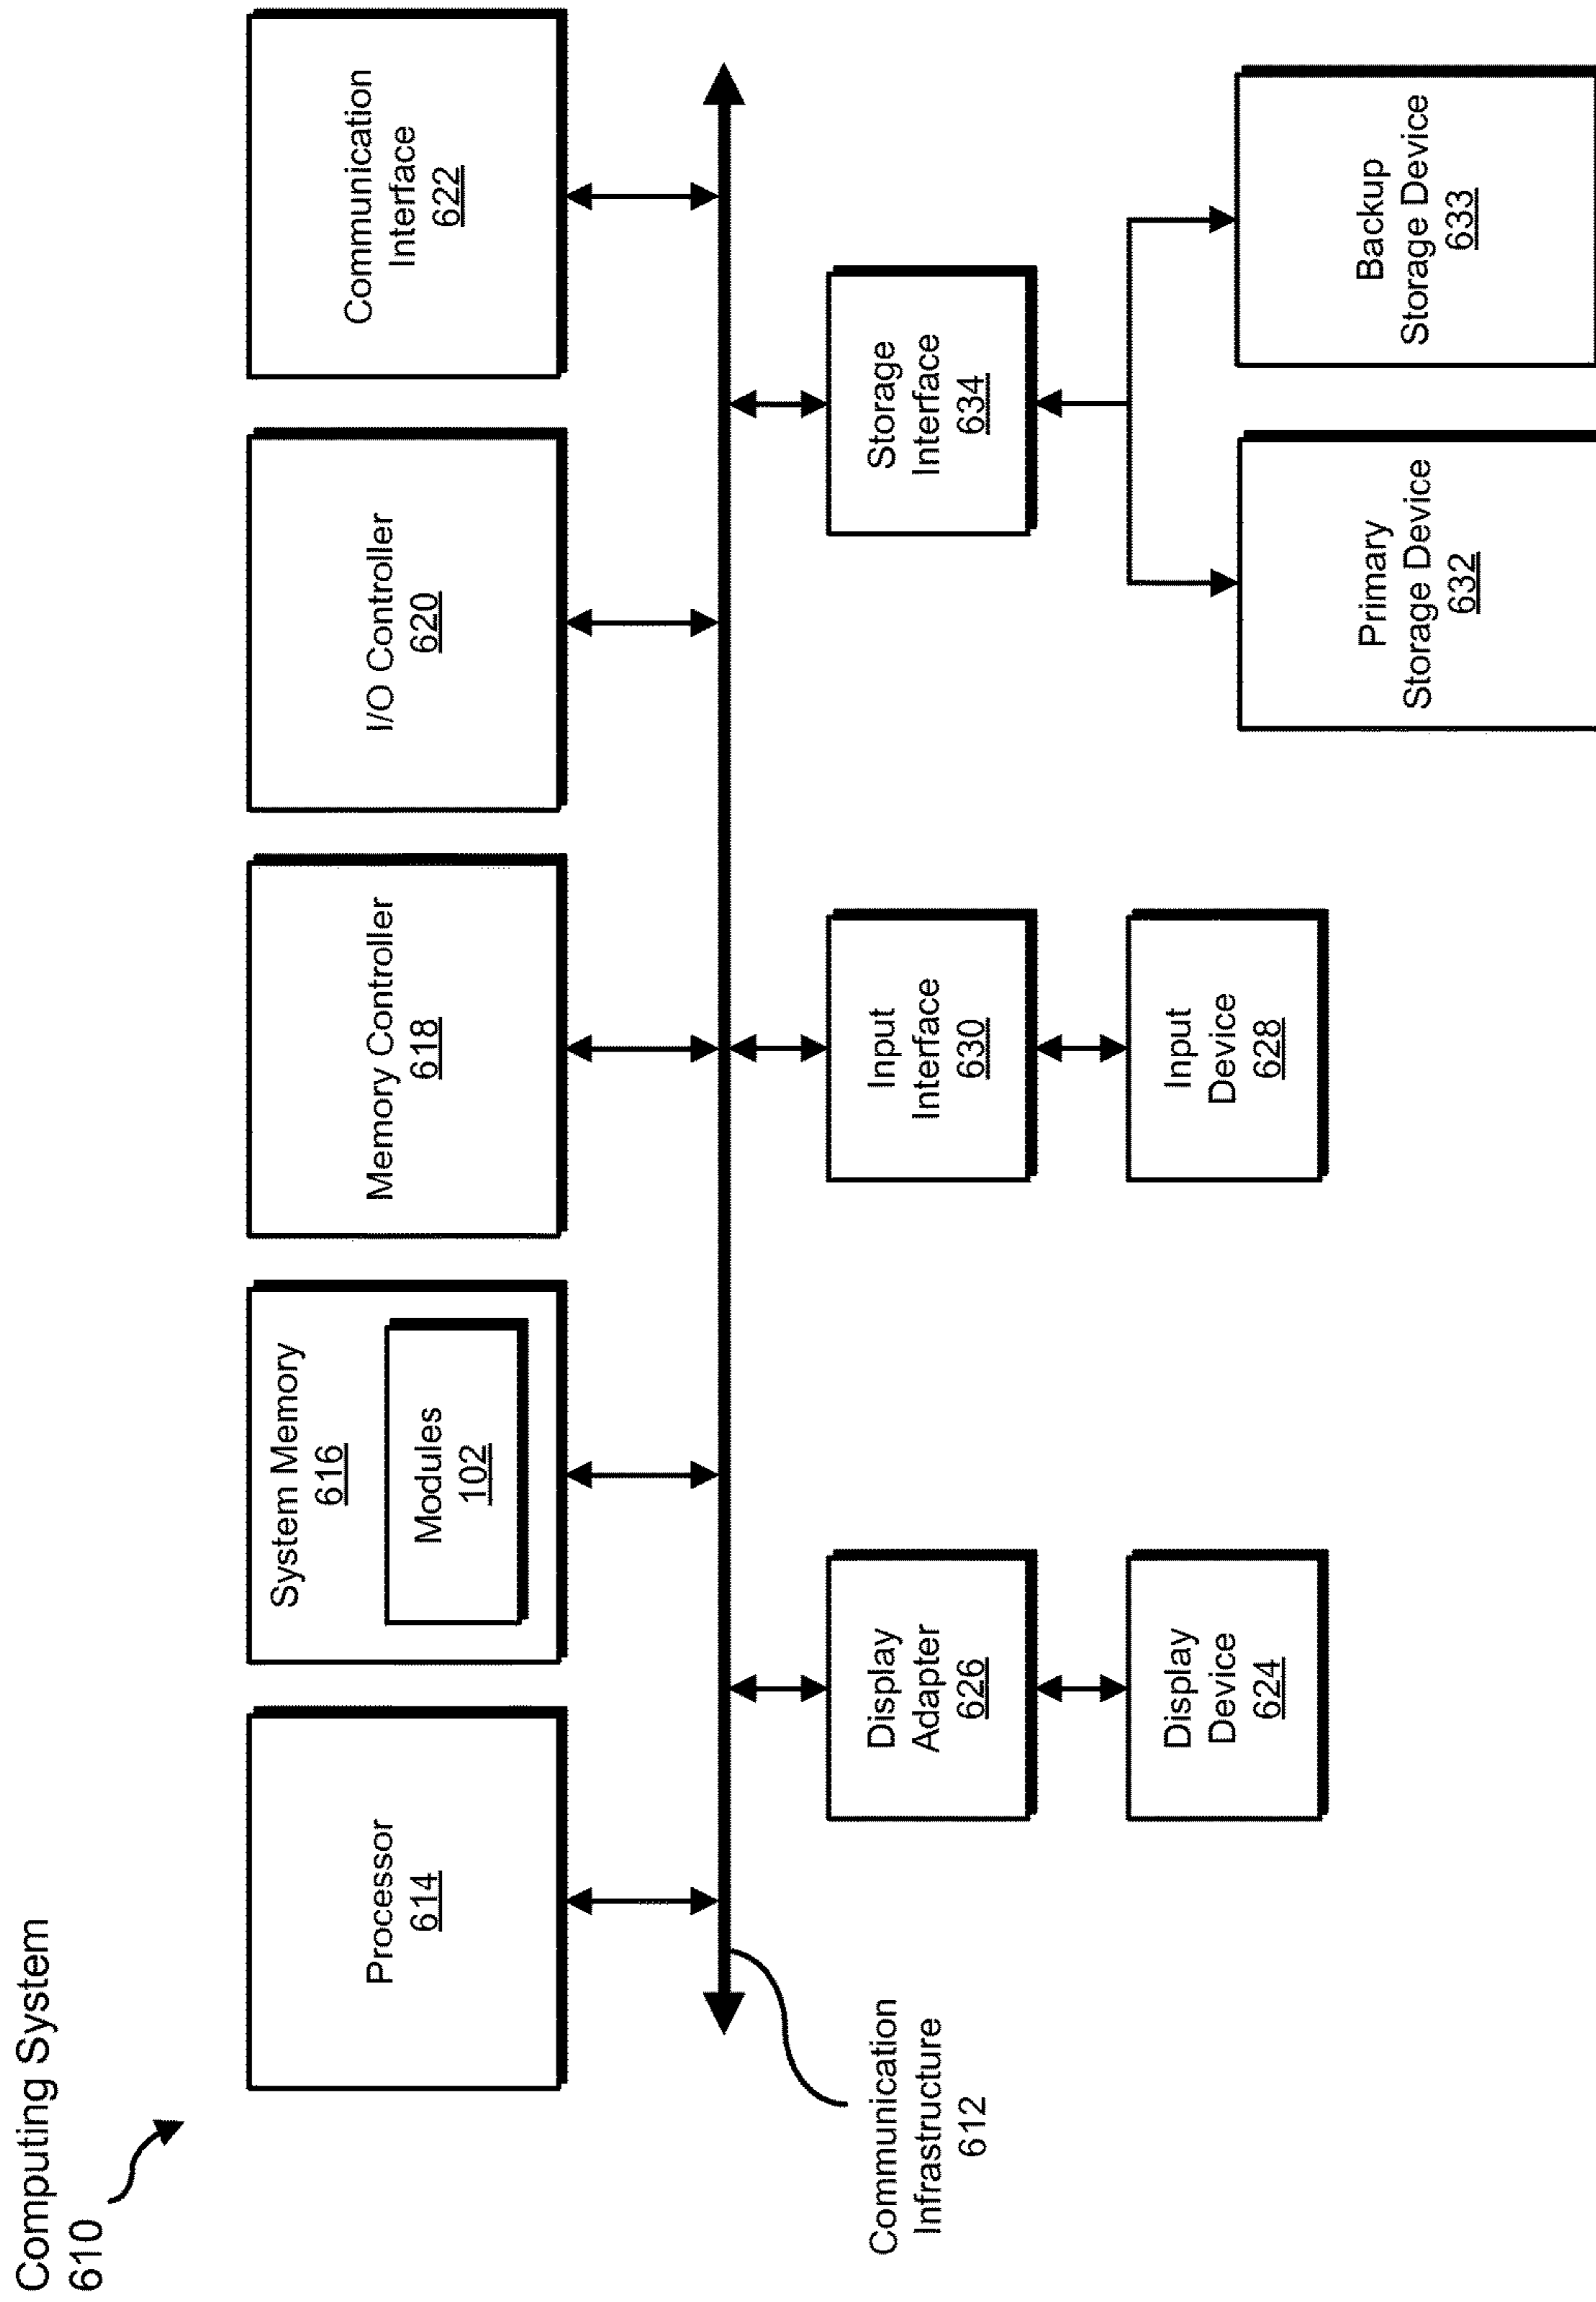 Computing System
610
Processor
614
System Memory
616
Modules
102
Memory Controller
618
I/O Controller
620
Communication
Interface
622
Communication
Infrastructure
612
Display
Adapter
626
Input
Interface
630
Storage
Interface
634
Display
Device
624
Input
Device
628
Primary
Storage Device
632
Backup
Storage Device
633